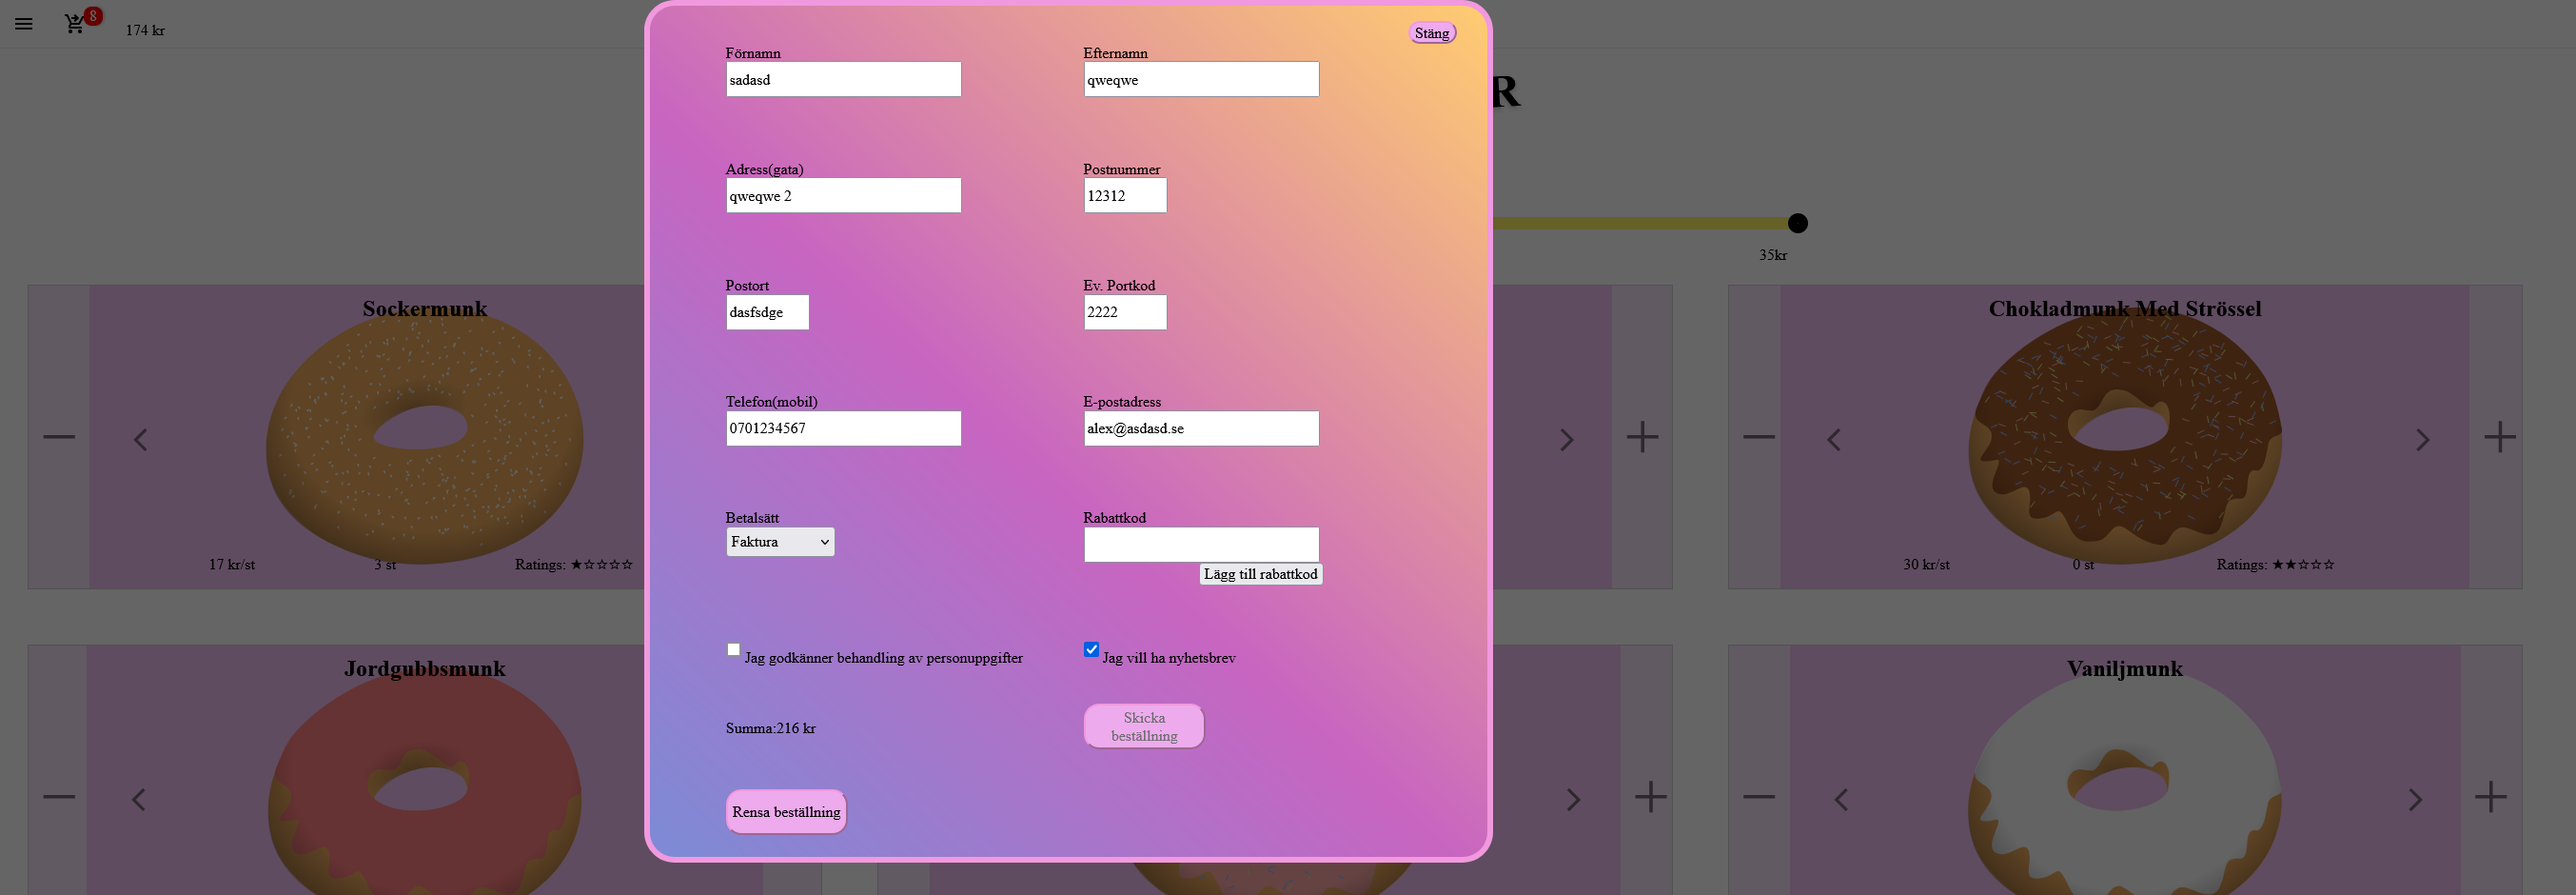 8
174 kr
Stäng
Förnamn
Efternamn
sadasd
qweqwe
R
Adress(gata)
Postnummer
qweqwe 2
12312
35kr
Postort
Ev. Portkod
dasfsdge
2222
Sockermunk
Chokladmunk Med Strössel
Telefon(mobil)
E-postadress
0701234567
alex@asdasd.se
Betalsätt
Rabattkod
Faktura
Lägg till rabattkod
17 kr/st
3 st
Ratings: ★☆☆☆☆
30 kr/st
0 st
Ratings: ★★☆☆☆
Jag godkänner behandling av personuppgifter
Jag vill ha nyhetsbrev
Jordgubbsmunk
Vaniljmunk
Summa:216 kr
Skicka
beställning
Rensa beställning